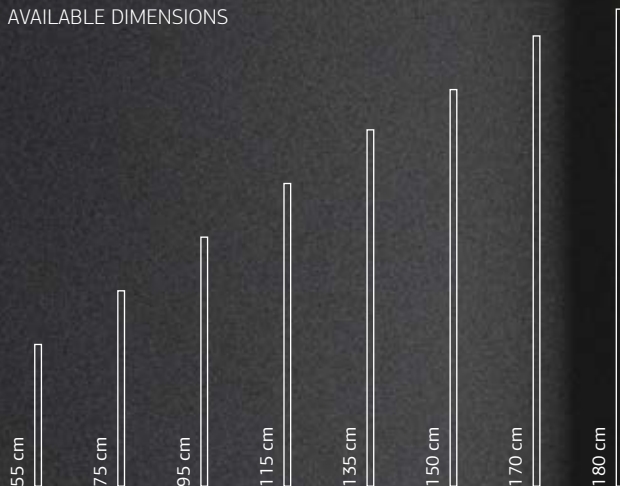 AVAILABLE DIMENSIONS
55 cm
75 cm
95 cm
115 cm
135 cm
150 cm
170 cm
180 cm